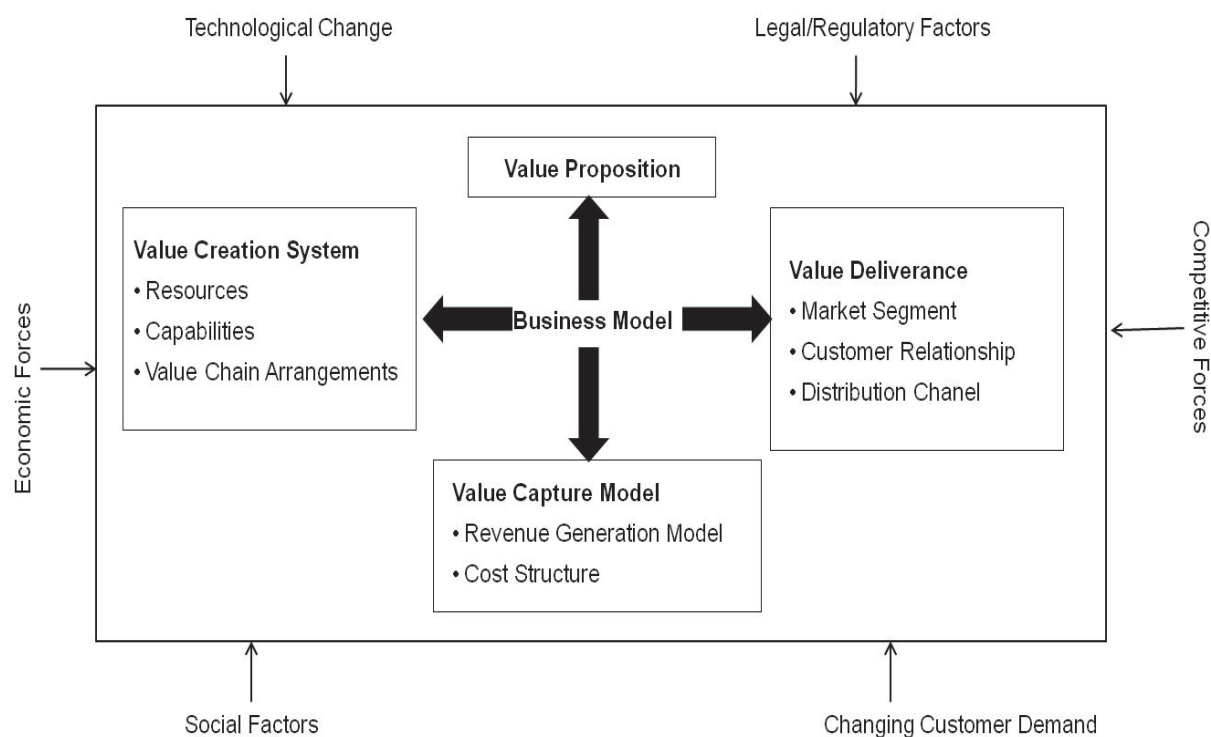 Technological Change
Legal/Regulatory Factors
Value Proposition
Value Creation System
• Resources
• Capabilities
• Value Chain Arrangements
Business Model
Value Deliverance
• Market Segment
• Customer Relationship
• Distribution Chanel
Value Capture Model
• Revenue Generation Model
• Cost Structure
Economic Forces
Competitive Forces
Social Factors
Changing Customer Demand